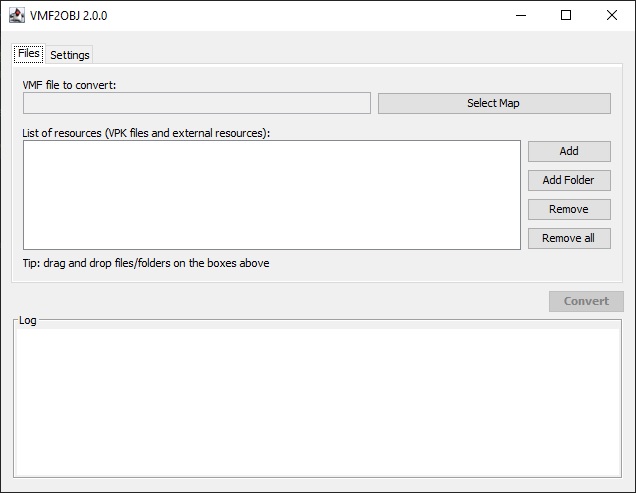 VMF2OBJ 2.0.0
Files Settings
VMF file to convert:
Select Map
List of resources (VPK files and external resources):
Add
Add Folder
Remove
Remove all
Tip: drag and drop files/folders on the boxes above
Convert
Log